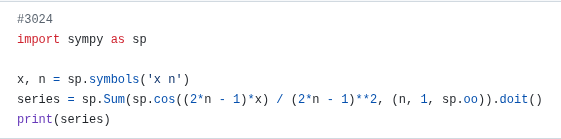 #3024
import sympy as sp

x, n = sp.symbols('x n')
series = sp.Sum(sp.cos((2*n - 1)*x) / (2*n - 1)**2, (n, 1, sp.oo)).doit()
print(series)